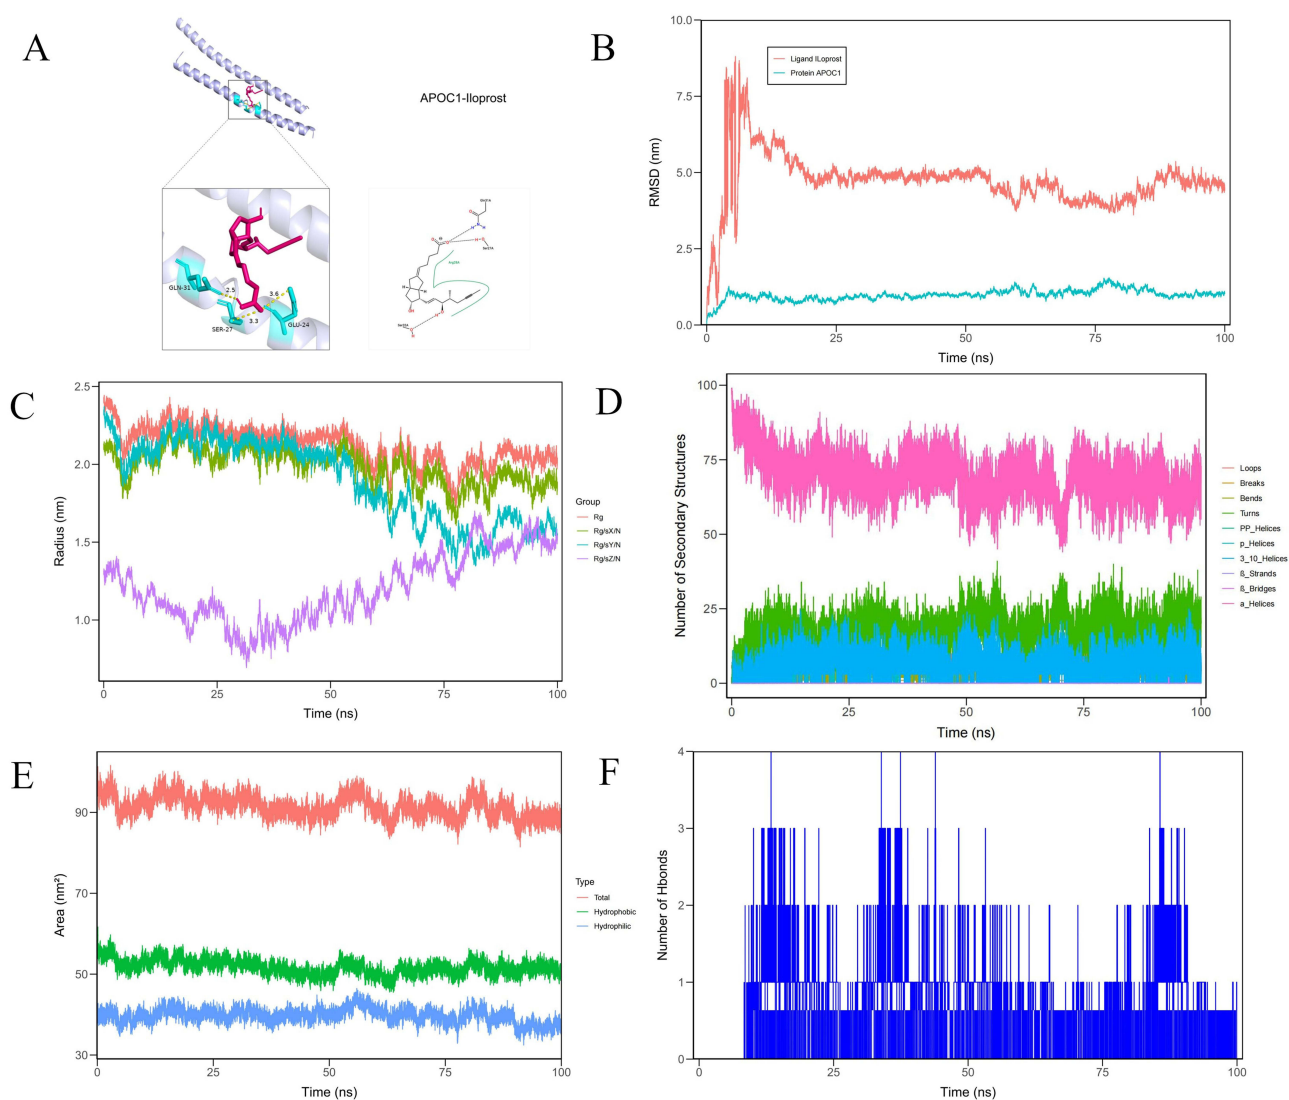 A
APOC1-Iloprost
GLN-31
2.5
3.6
SER-27
3.3
GLU-24
B
10.0
7.5
5.0
2.5
0.0
RMSD (nm)
Ligand ILoprost
Protein APOC1
0
25
50
75
100
Time (ns)
C
2.5
2.0
1.5
1.0
Radius (nm)
0
25
50
75
100
Time (ns)
Group
Rg
Rg/sX/N
Rg/sY/N
Rg/sZ/N
D
100
75
50
25
0
Number of Secondary Structures
0
25
50
75
100
Time (ns)
Loops
Breaks
Bends
Turns
PP_Helices
p_Helices
3_10_Helices
ß_Strands
ß_Bridges
a_Helices
E
90
70
50
30
Area (nm²)
0
25
50
75
100
Time (ns)
Type
Total
Hydrophobic
Hydrophilic
F
4
3
2
1
0
Number of Hbonds
0
25
50
75
100
Time (ns)